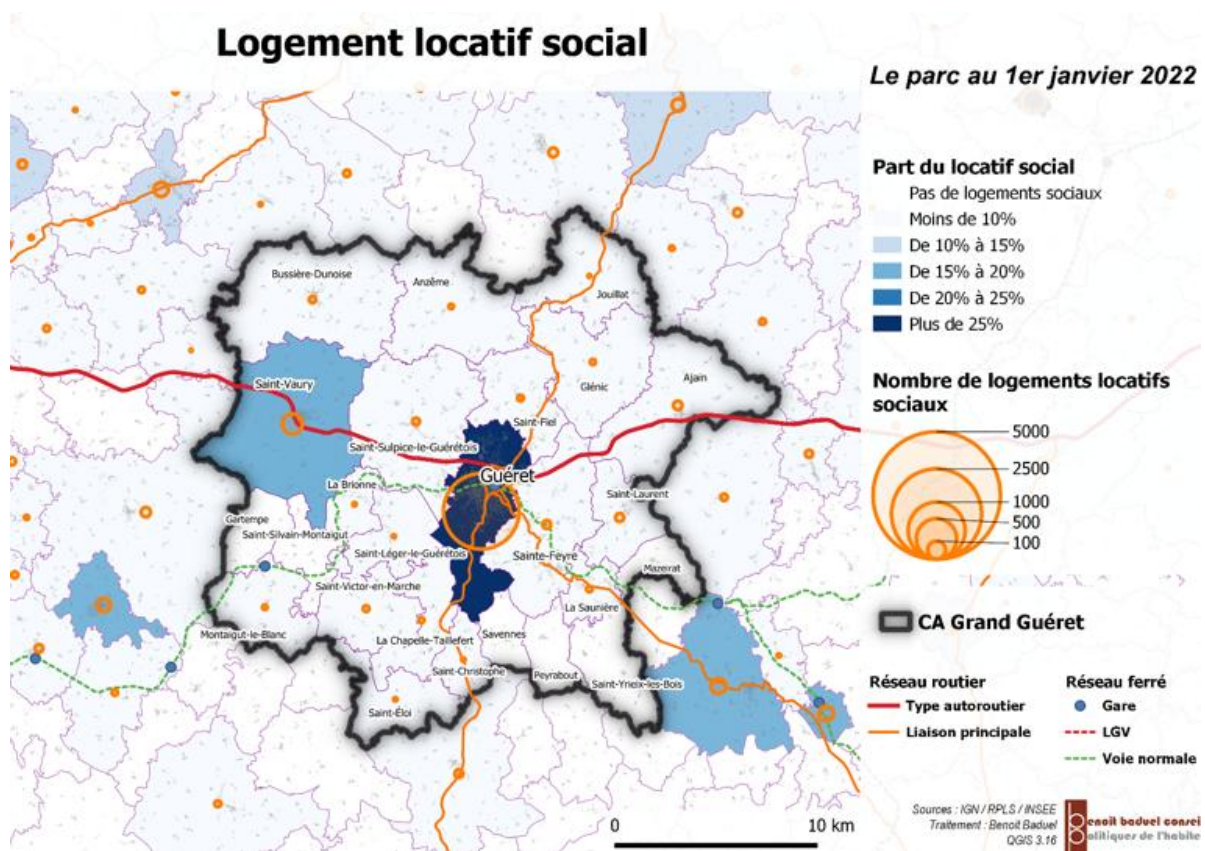 Logement locatif social
Le parc au 1er janvier 2022
Part du locatif social
Pas de logements sociaux
Moins de 10%
De 10% à 15%
De 15% à 20%
De 20% à 25%
Plus de 25%
Nombre de logements locatifs
sociaux
5000
2500
1000
500
100
CA Grand Guéret
Réseau routier
Type autoroutier
Liaison principale
Réseau ferré
Gare
LGV
Voie normale
Bussière-Dunoise
Anzême
Jouillat
Saint-Vaury
Glénic
Ajain
Saint-Fiel
Saint-Sulpice-le-Guérétois
Guéret
La Brionne
Saint-Laurent
Gartempe
Saint-Silvain-Montaigut
Saint-Léger-le-Guérétois
Sainte-Feyre
Mazeirat
Saint-Victor-en-Marche
La Saunière
Montaigut-le-Blanc
La Chapelle-Taillefert
Savennes
Saint-Christophe
Peyrabout
Saint-Yrieix-les-Bois
Saint-Éloi
0
10 km
Sources : IGN / RPLS / INSEE
Traitement : Benoit Baduel
QGIS 3.16
enoit baduel consei
olitiques de l'habite